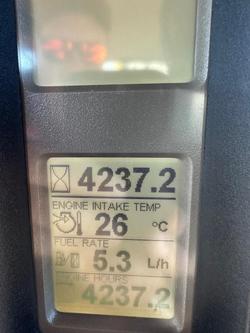 4237.2
ENGINE INTAKE TEMP
26 °C
FUEL RATE
5.3 L/h
ENGINE HOURS
4237.2